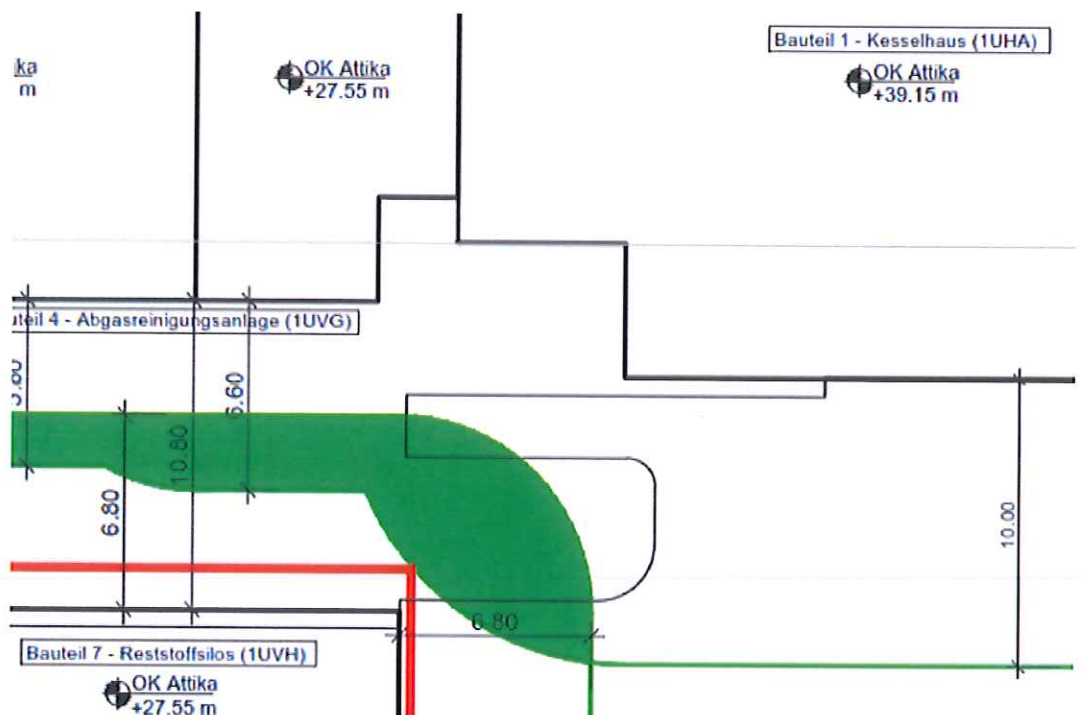 Bauteil 1 - Kesselhaus (1UHA)
ka
m
OK Attika
+27.55 m
OK Attika
+39.15 m
uteil 4 - Abgasreinigungsanlage (1UVG)
6.60
10.80
6.80
10.00
6.80
Bauteil 7 - Reststoffsilos (1UVH)
OK Attika
+27.55 m